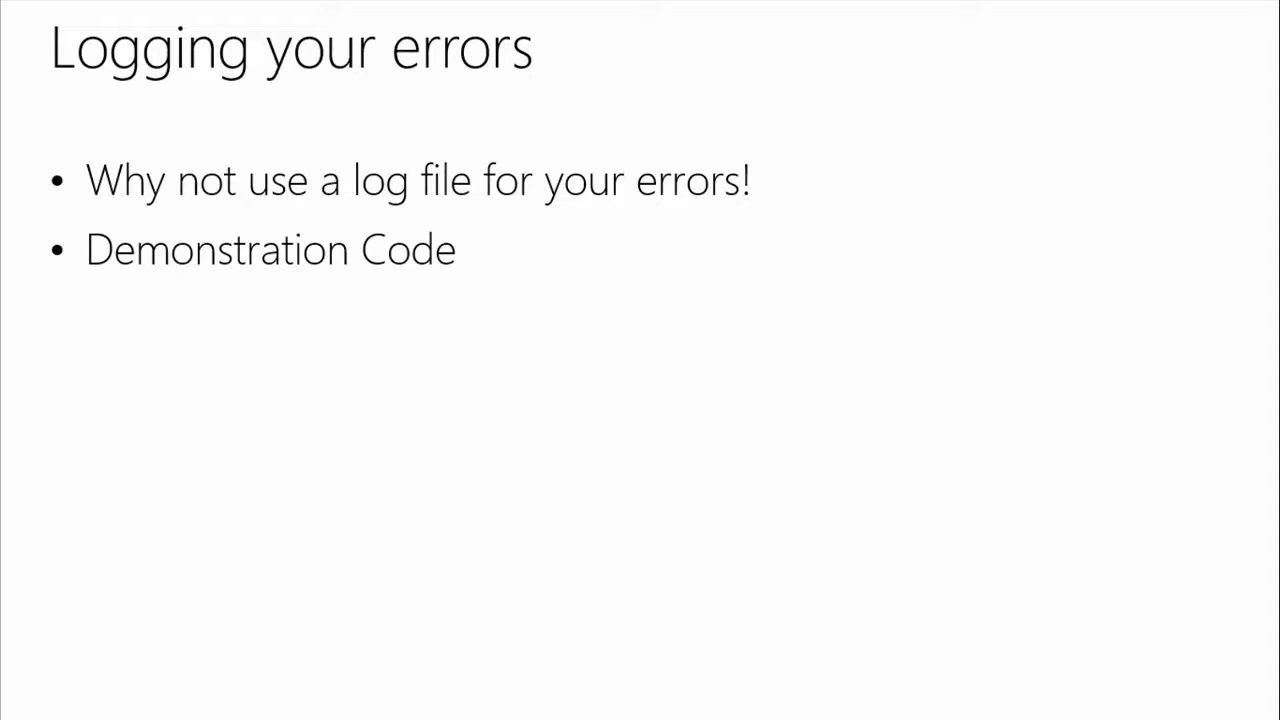 Logging your errors
• Why not use a log file for your errors!
• Demonstration Code